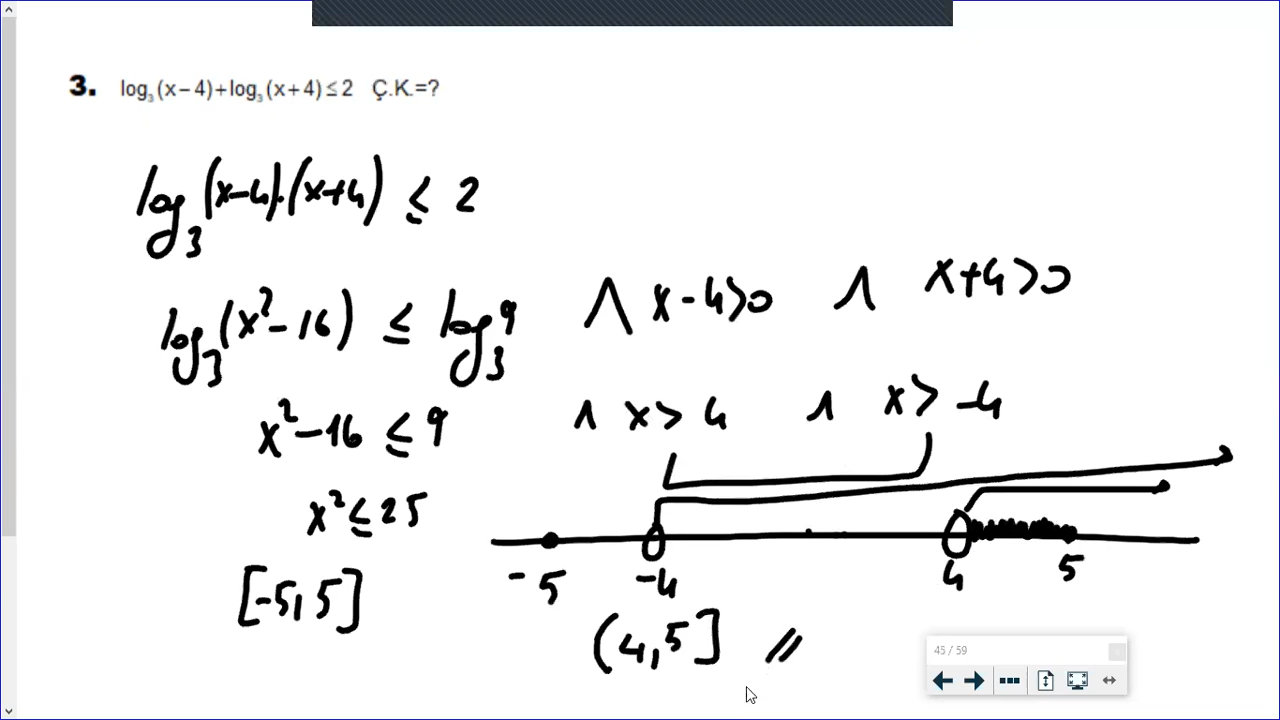 3. log₃(x−4)+log₃(x+4)≤2 Ç.K.=?
log₃(x−4).(x+4) ≤ 2
log₃(x²−16) ≤ log₃9 ∧ x−4>0 ∧ x+4>0
x²−16 ≤ 9 ∧ x>4 ∧ x>−4
x² ≤ 25
−5 −4 4 5
[−5,5]
(4,5] //
45 / 59